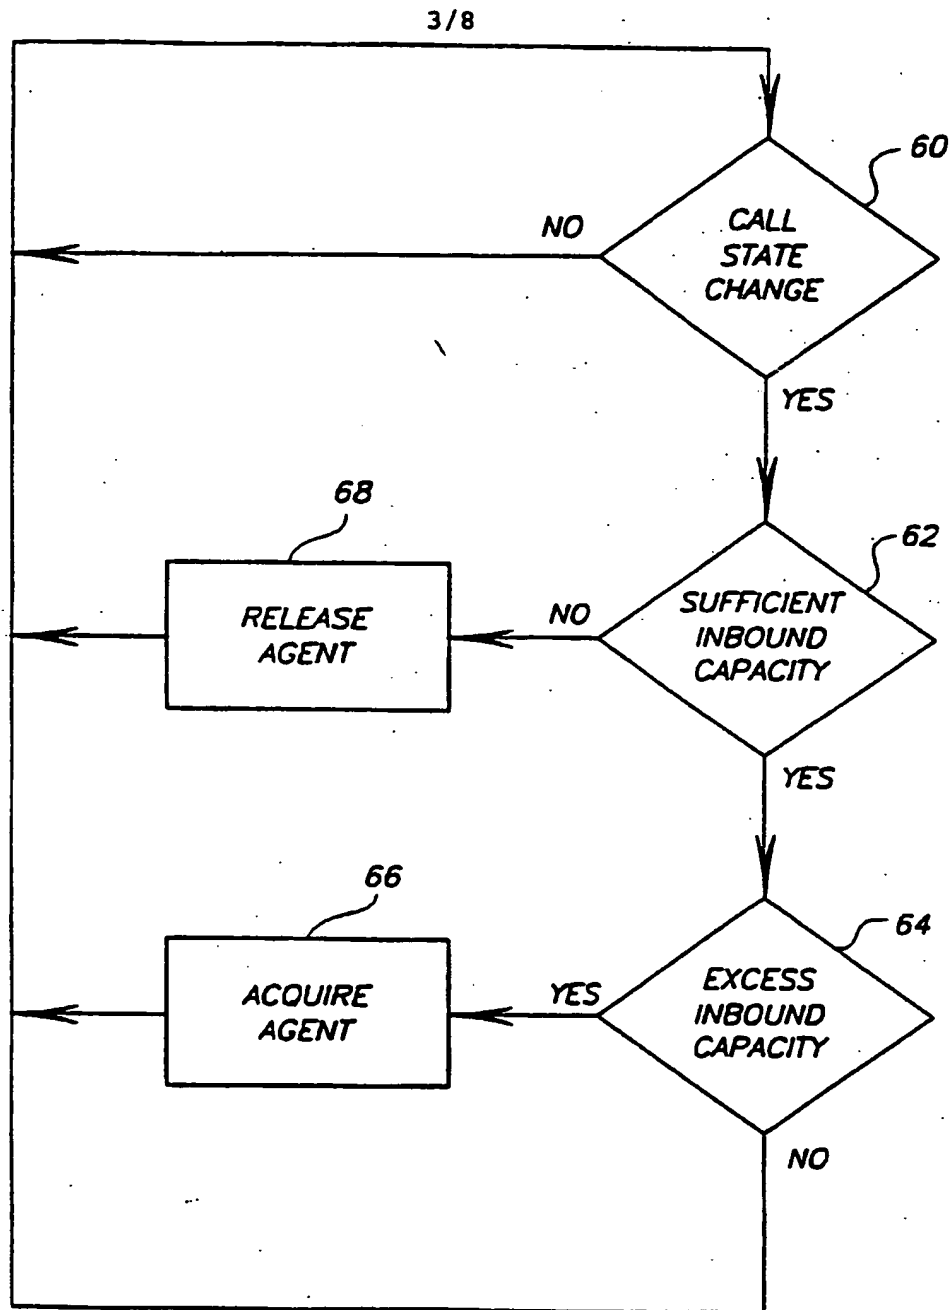 3/8
60
NO
CALL
STATE
CHANGE
YES
68
62
RELEASE
AGENT
NO
SUFFICIENT
INBOUND
CAPACITY
YES
66
64
ACQUIRE
AGENT
YES
EXCESS
INBOUND
CAPACITY
NO